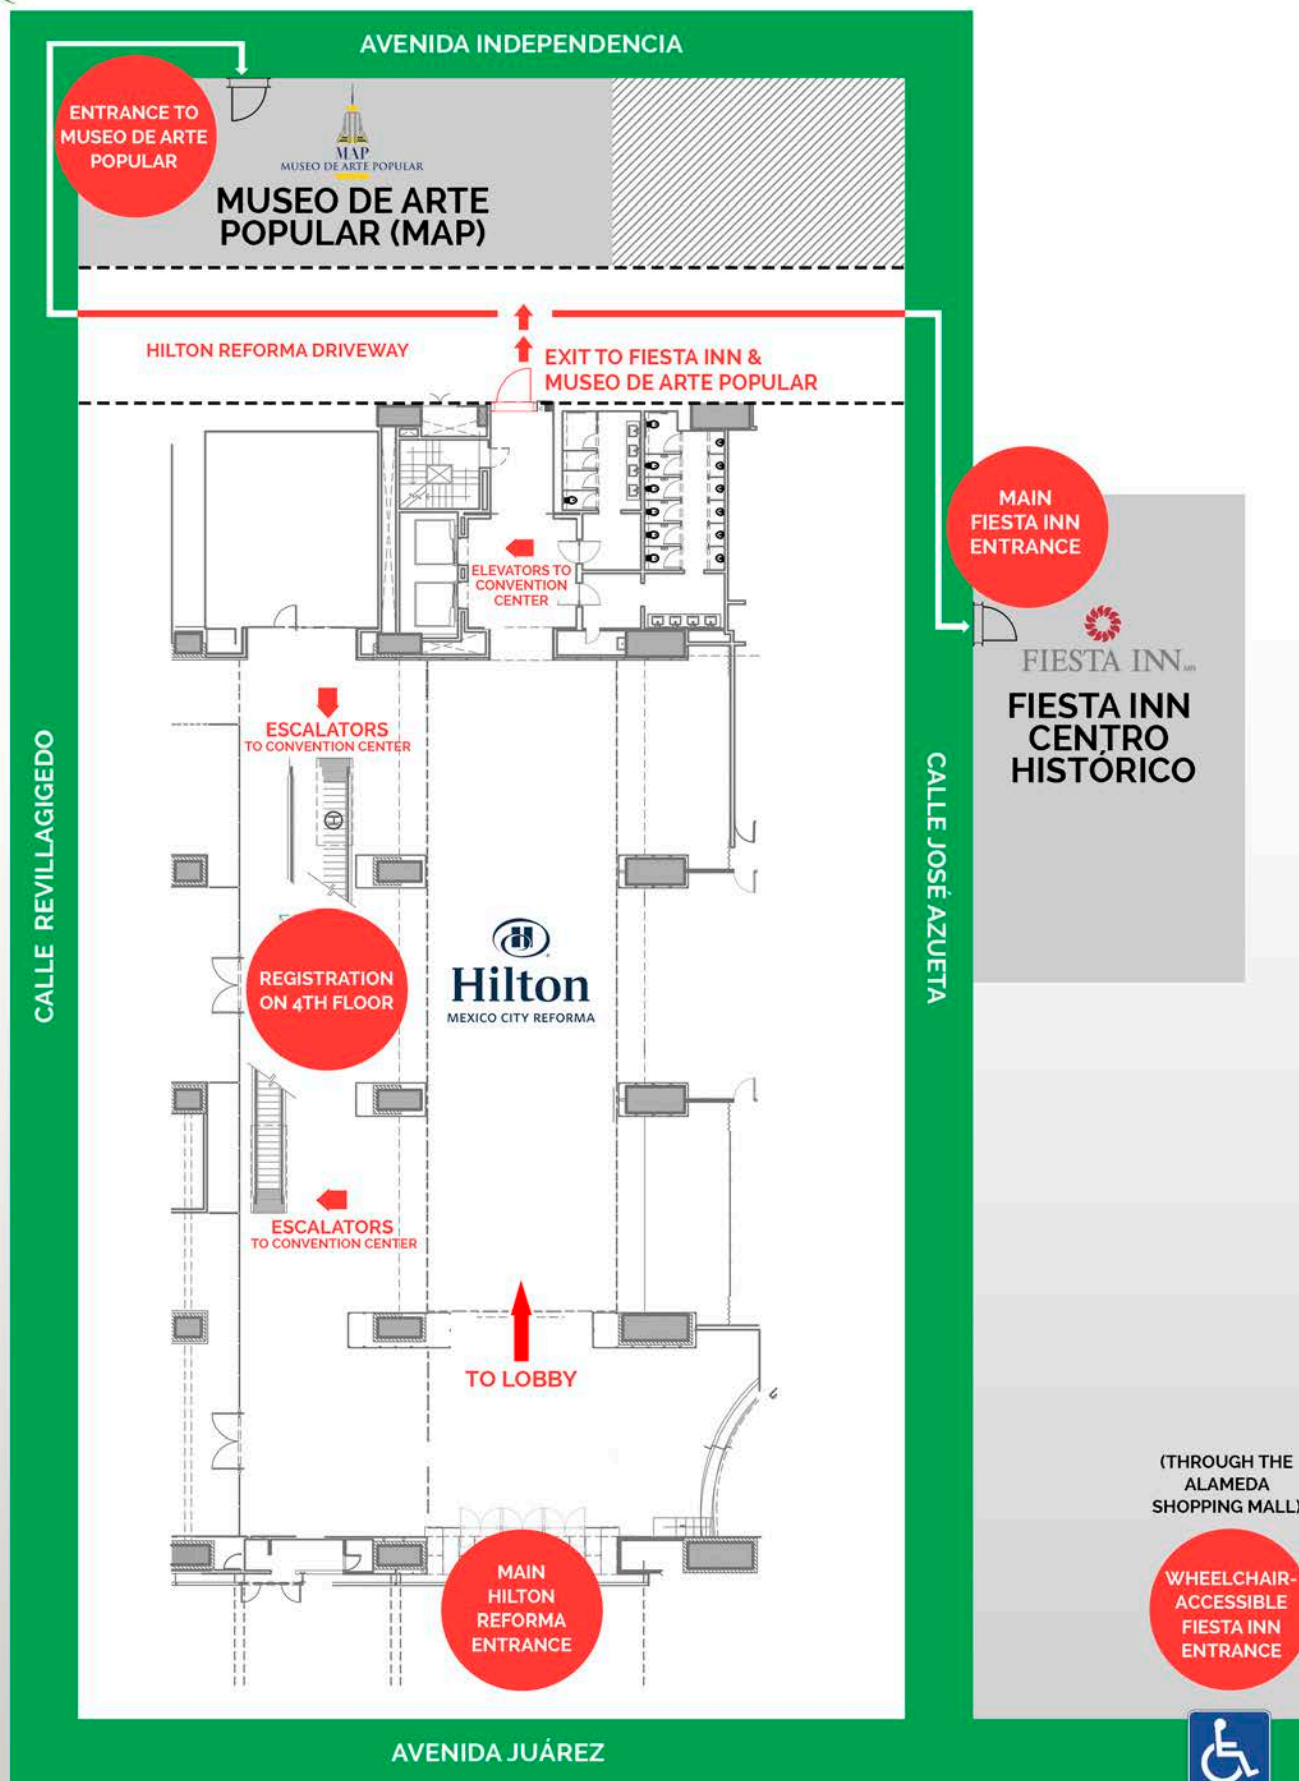 AVENIDA INDEPENDENCIA
ENTRANCE TO
MUSEO DE ARTE
POPULAR
MAP
MUSEO DE ARTE POPULAR
MUSEO DE ARTE
POPULAR (MAP)
HILTON REFORMA DRIVEWAY
EXIT TO FIESTA INN &
MUSEO DE ARTE POPULAR
MAIN
FIESTA INN
ENTRANCE
ELEVATORS TO
CONVENTION
CENTER
FIESTA INN
FIESTA INN
CENTRO
HISTÓRICO
ESCALATORS
TO CONVENTION CENTER
CALLE REVILLAGIGEDO
CALLE JOSÉ AZUETA
H
REGISTRATION
ON 4TH FLOOR
H
Hilton
MEXICO CITY REFORMA
ESCALATORS
TO CONVENTION CENTER
TO LOBBY
(THROUGH THE
ALAMEDA
SHOPPING MALL)
MAIN
HILTON
REFORMA
ENTRANCE
WHEELCHAIR-
ACCESSIBLE
FIESTA INN
ENTRANCE
AVENIDA JUÁREZ